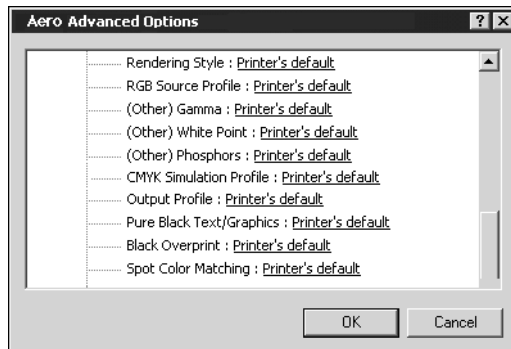 Aero Advanced Options
Rendering Style : Printer's default
RGB Source Profile : Printer's default
(Other) Gamma : Printer's default
(Other) White Point : Printer's default
(Other) Phosphors : Printer's default
CMYK Simulation Profile : Printer's default
Output Profile : Printer's default
Pure Black Text/Graphics : Printer's default
Black Overprint : Printer's default
Spot Color Matching : Printer's default
OK Cancel